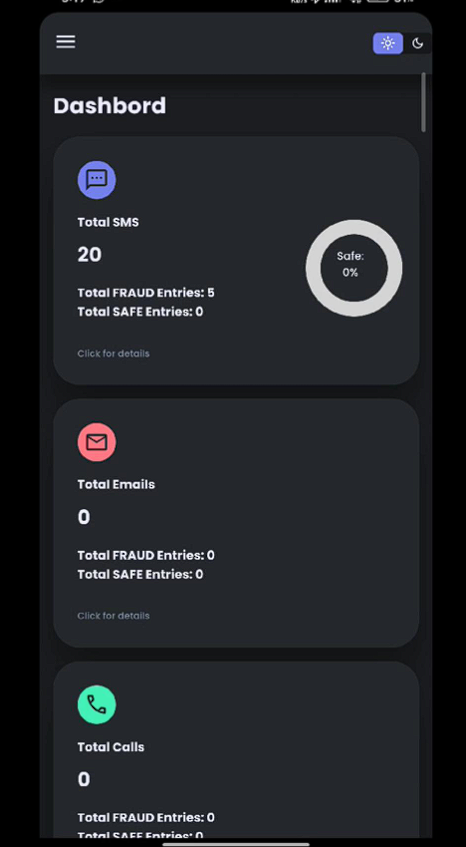 Dashbord
Total SMS
20
Total FRAUD Entries: 5
Total SAFE Entries: 0
Safe:
0%
Click for details
Total Emails
0
Total FRAUD Entries: 0
Total SAFE Entries: 0
Click for details
Total Calls
0
Total FRAUD Entries: 0
Total SAFE Entries: 0